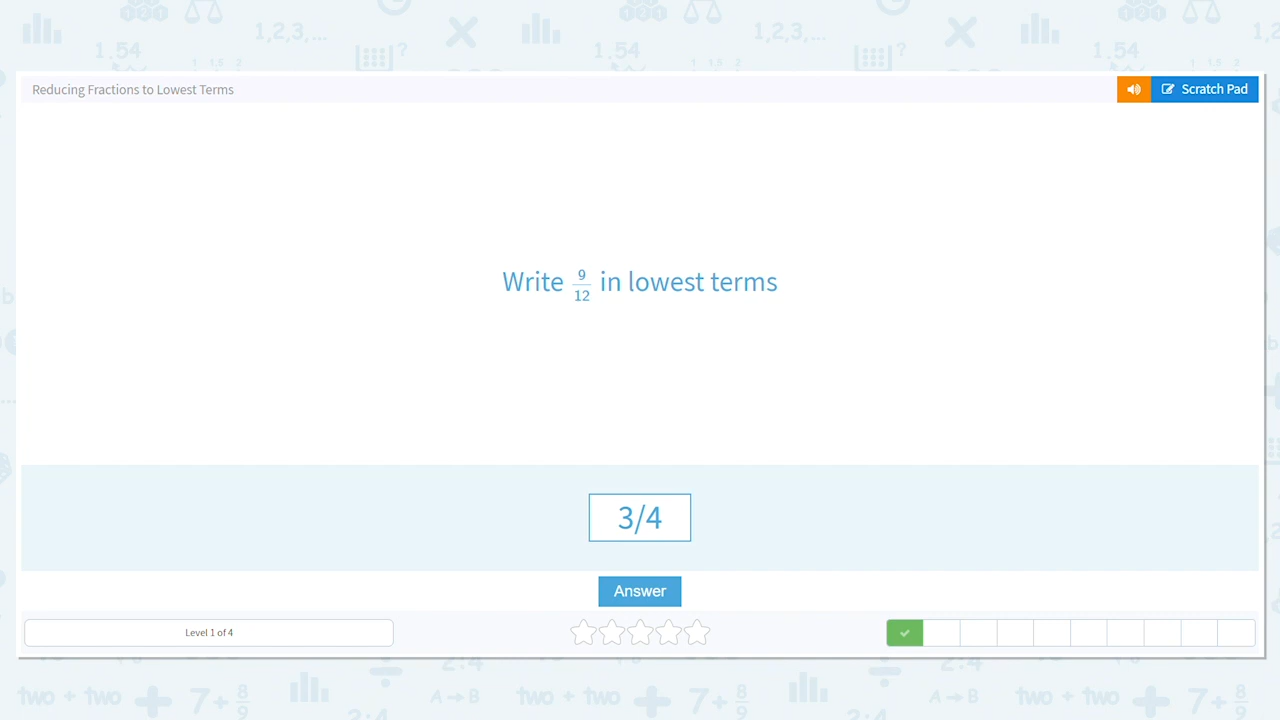 Reducing Fractions to Lowest Terms
Scratch Pad
Write 9/12 in lowest terms
3/4
Answer
Level 1 of 4